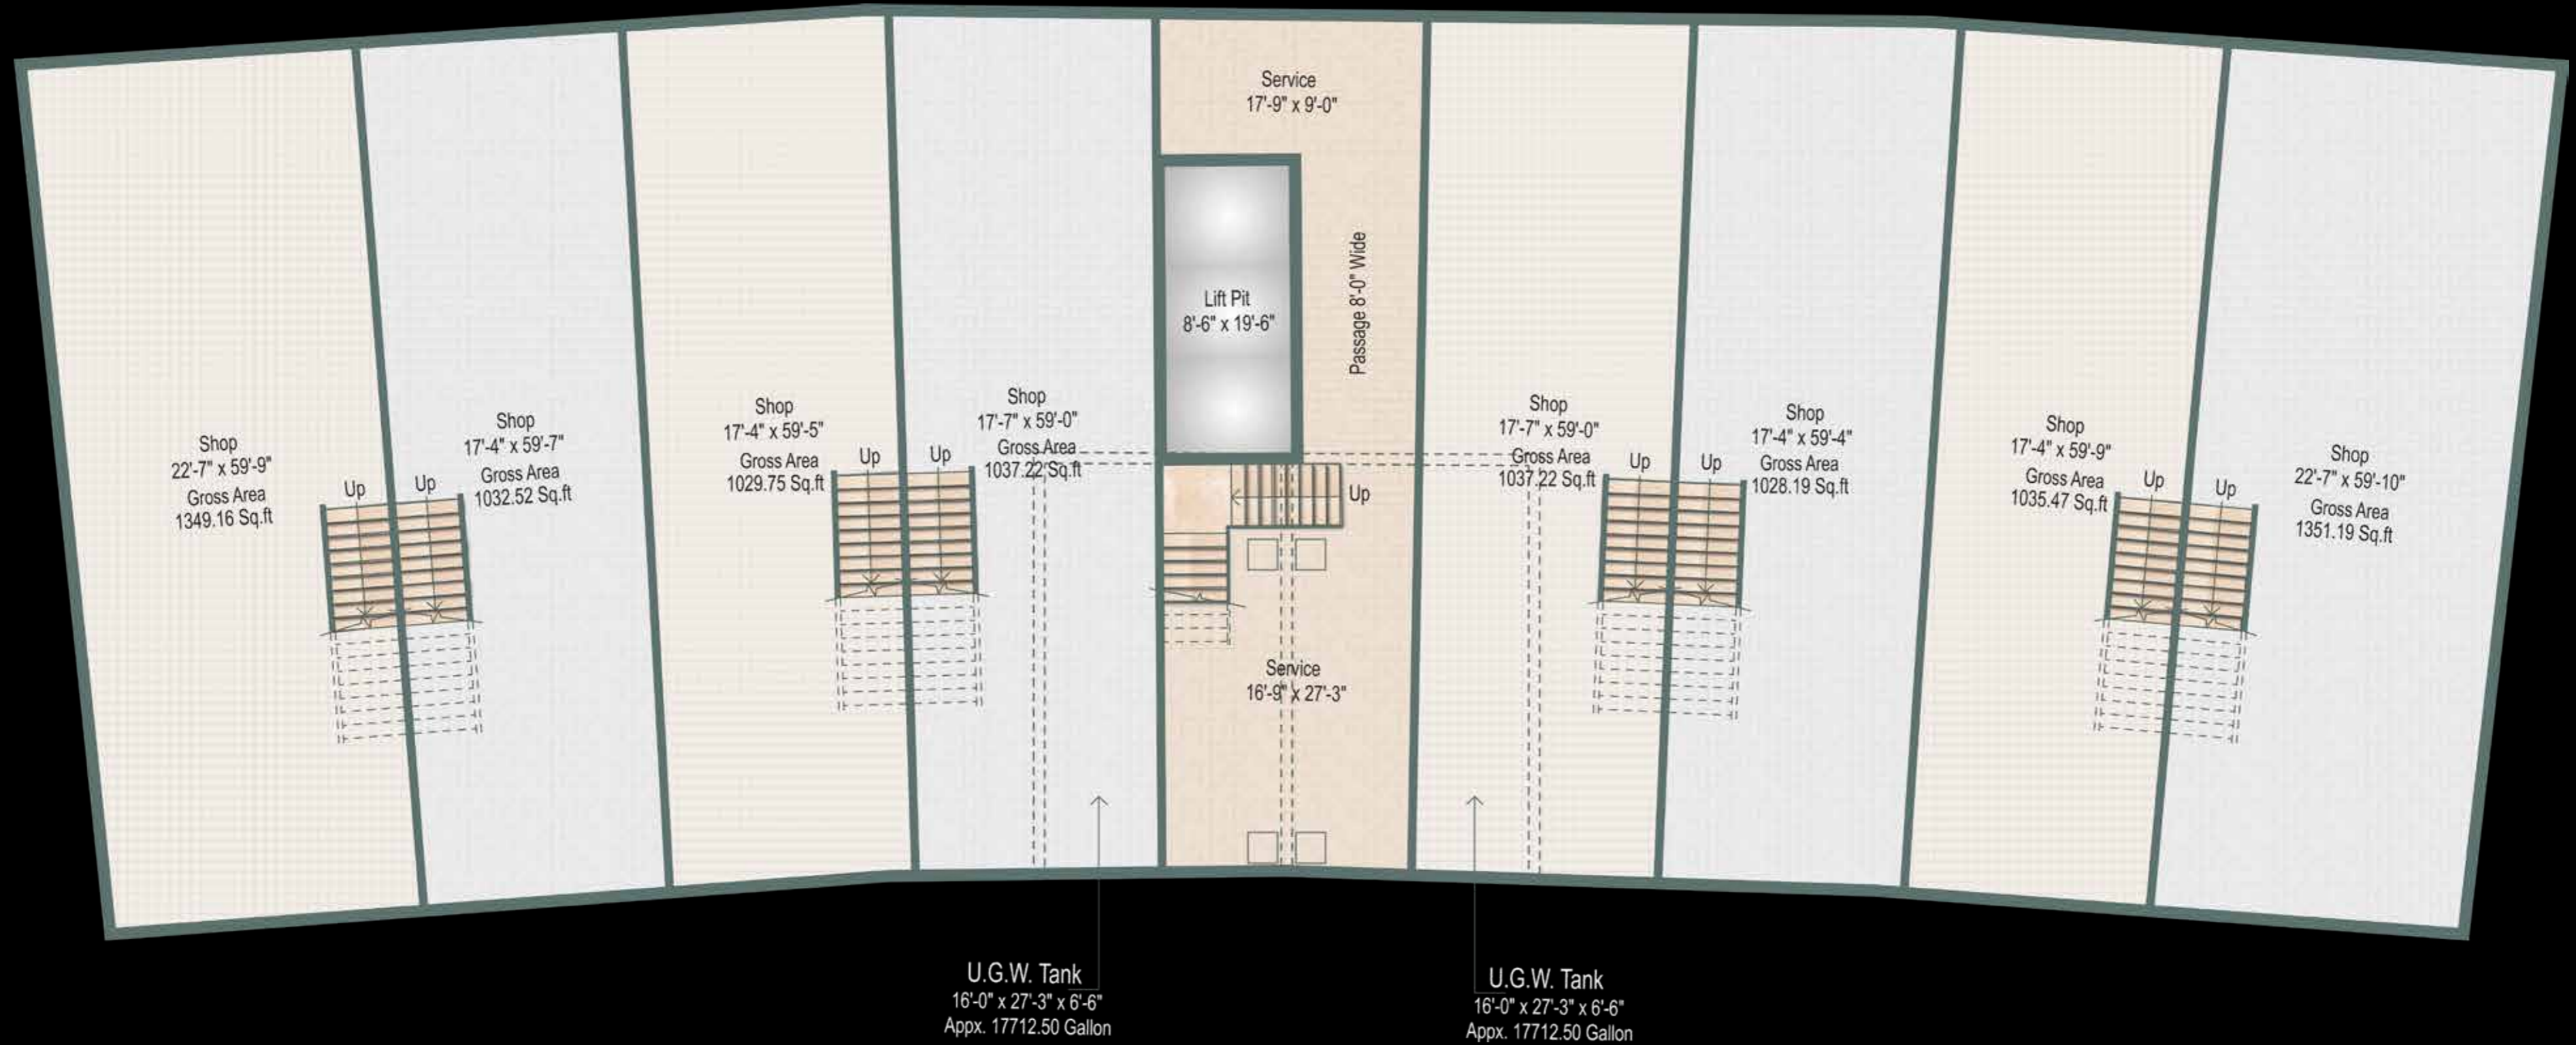 Service
17'-9" x 9'-0"
Lift Pit
8'-6" x 19'-6"
Passage 8'-0" Wide
Shop
22'-7" x 59'-9"
Gross Area
1349.16 Sq.ft
Up
Up
Shop
17'-4" x 59'-7"
Gross Area
1032.52 Sq.ft
Shop
17'-4" x 59'-5"
Gross Area
1029.75 Sq.ft
Up
Up
Shop
17'-7" x 59'-0"
Gross Area
1037.22 Sq.ft
Up
Shop
17'-7" x 59'-0"
Gross Area
1037.22 Sq.ft
Up
Up
Shop
17'-4" x 59'-4"
Gross Area
1028.19 Sq.ft
Shop
17'-4" x 59'-9"
Gross Area
1035.47 Sq.ft
Up
Up
Shop
22'-7" x 59'-10"
Gross Area
1351.19 Sq.ft
Service
16'-9" x 27'-3"
U.G.W. Tank
16'-0" x 27'-3" x 6'-6"
Appx. 17712.50 Gallon
U.G.W. Tank
16'-0" x 27'-3" x 6'-6"
Appx. 17712.50 Gallon